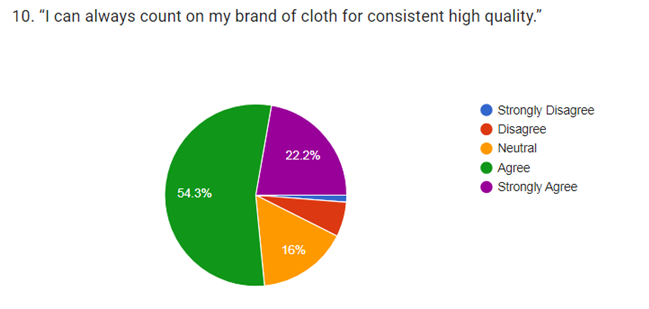 10. “I can always count on my brand of cloth for consistent high quality.”
Strongly Disagree
Disagree
Neutral
Agree
Strongly Agree
22.2%
54.3%
16%